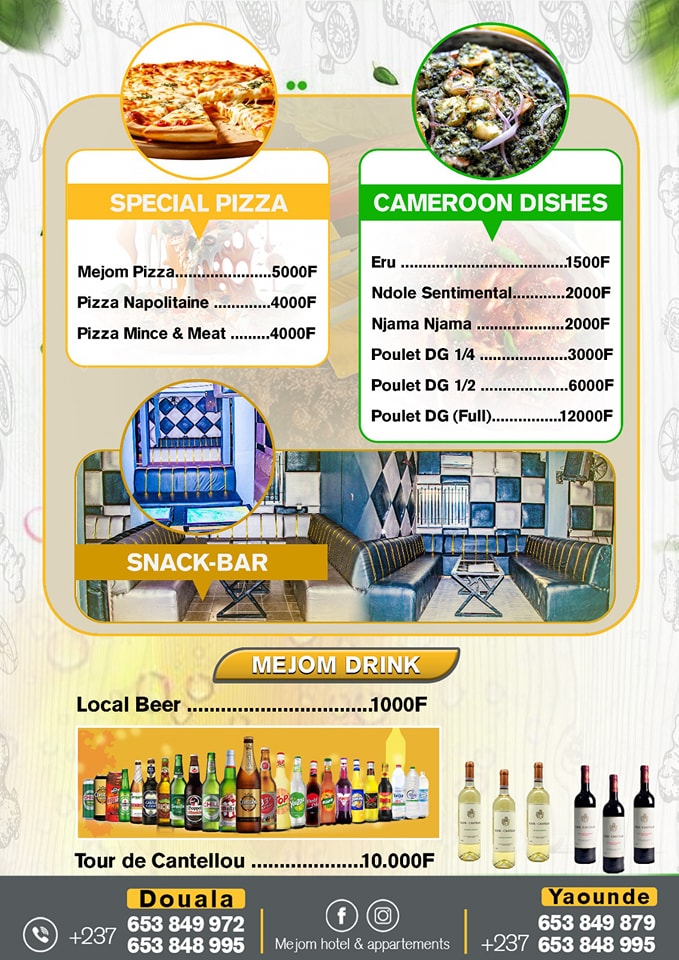 SPECIAL PIZZA
Mejom Pizza.......................5000F
Pizza Napolitaine .............4000F
Pizza Mince & Meat .........4000F
CAMEROON DISHES
Eru ...................................1500F
Ndole Sentimental............2000F
Njama Njama ...................2000F
Poulet DG 1/4 .....................3000F
Poulet DG 1/2 ....................6000F
Poulet DG (Full)................12000F
SNACK-BAR
MEJOM DRINK
Local Beer .................................1000F
Tour de Cantellou ....................10.000F
Douala
+237
653 849 972
653 848 995
Mejom hotel & appartements
Yaounde
+237
653 849 879
653 848 995